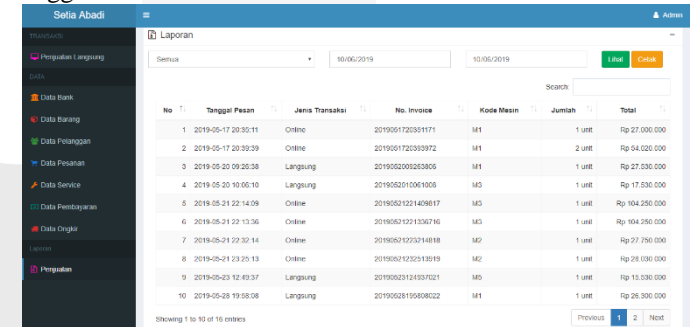 Setia Abadi
Admin
TRANSAKSI
Penjualan Langsung
DATA
Data Bank
Data Barang
Data Pelanggan
Data Pesanan
Data Service
Data Pembayaran
Data Ongkir
Laporan
Penjualan
Laporan
Semua 10/06/2019 10/06/2019 Lihat Cetak
Search:
No Tanggal Pesan Jenis Transaksi No. Invoice Kode Mesin Jumlah Total
1 2019-05-17 20:35:11 Online 2019051720351171 M1 1 unit Rp 27.000.000
2 2019-05-17 20:39:39 Online 2019051720393972 M1 2 unit Rp 54.020.000
3 2019-05-20 09:26:38 Langsung 2019052009263806 M1 1 unit Rp 27.530.000
4 2019-05-20 10:06:10 Langsung 2019052010061008 M3 1 unit Rp 17.530.000
5 2019-05-21 22:14:09 Online 20190521221409817 M3 1 unit Rp 104.250.000
6 2019-05-21 22:13:36 Online 20190521221336716 M3 1 unit Rp 104.250.000
7 2019-05-21 22:32:14 Online 20190521223214818 M2 1 unit Rp 27.750.000
8 2019-05-21 23:25:13 Online 20190521232513919 M2 1 unit Rp 28.030.000
9 2019-05-23 12:49:37 Langsung 20190523124937021 M5 1 unit Rp 15.530.000
10 2019-05-28 19:58:08 Langsung 20190528195808022 M1 1 unit Rp 26.300.000
Showing 1 to 10 of 16 entries
Previous 1 2 Next